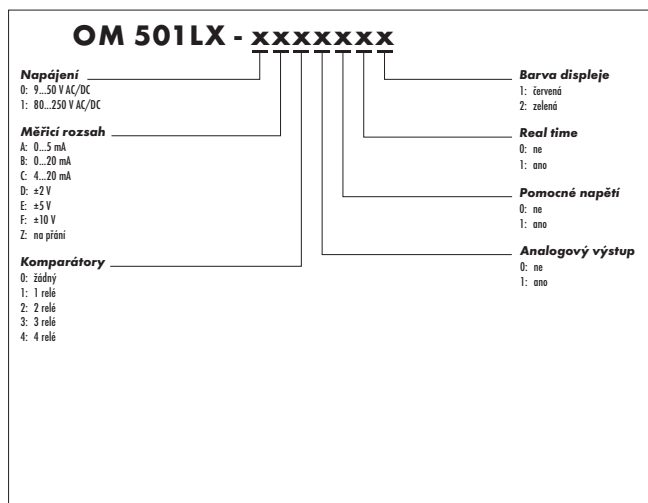 OM 501LX - xxxxxxx
Napájení
0: 9...50 V AC/DC
1: 80...250 V AC/DC
Měřicí rozsah
A: 0...5 mA
B: 0...20 mA
C: 4...20 mA
D: ±2 V
E: ±5 V
F: ±10 V
Z: na přání
Komparátory
0: žádný
1: 1 relé
2: 2 relé
3: 3 relé
4: 4 relé
Barva displeje
1: červená
2: zelená
Real time
0: ne
1: ano
Pomocné napětí
0: ne
1: ano
Analogový výstup
0: ne
1: ano